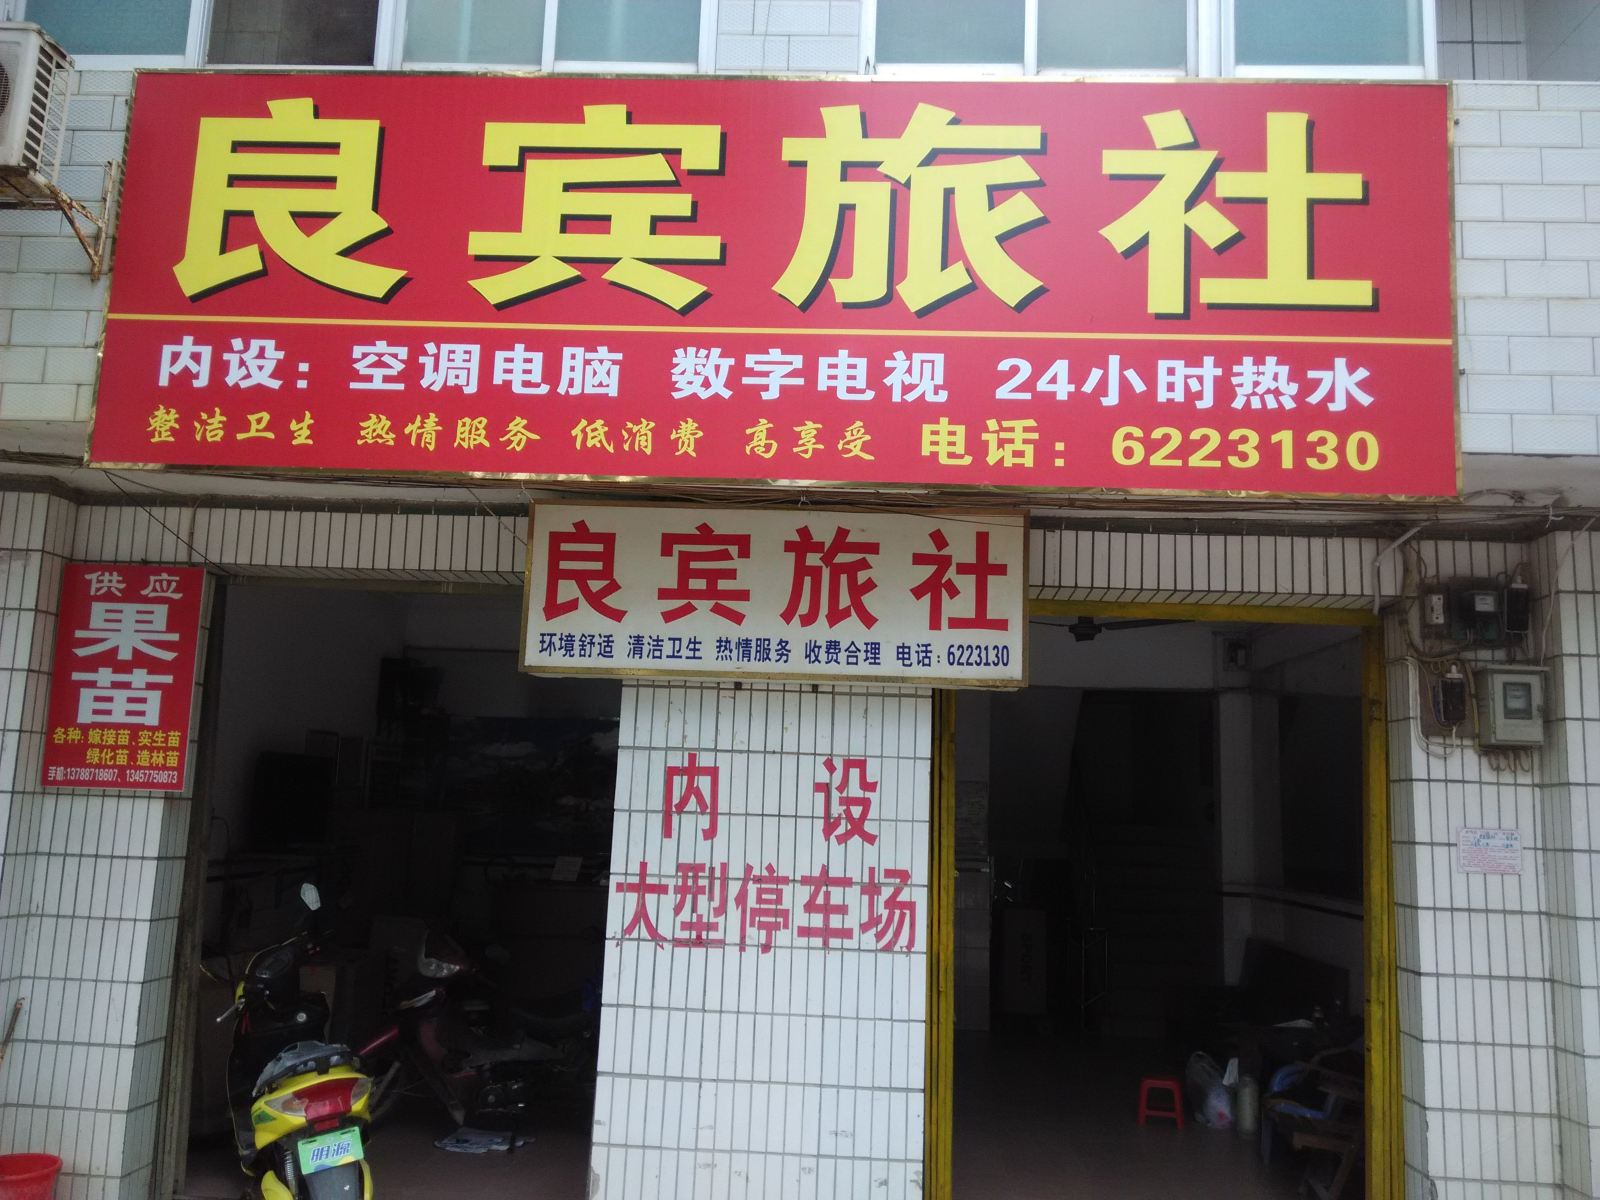 良宾旅社
内设：空调电脑 数字电视 24小时热水
整洁卫生 热情服务 低消费 高享受 电话：6223130
良宾旅社
环境舒适 清洁卫生 热情服务 收费合理 电话：6223130
供应
果苗
各种：嫁接苗、实生苗
绿化苗、造林苗
手机:13788718607、13457750873
内设
大型停车场
明源